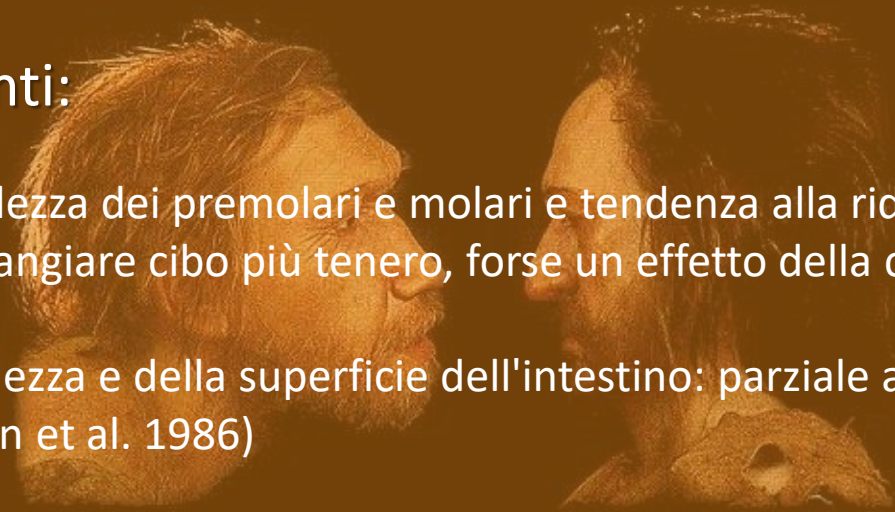 nti:
lezza dei premolari e molari e tendenza alla ric
angiare cibo più tenero, forse un effetto della c
ezza e della superficie dell'intestino: parziale a
n et al. 1986)